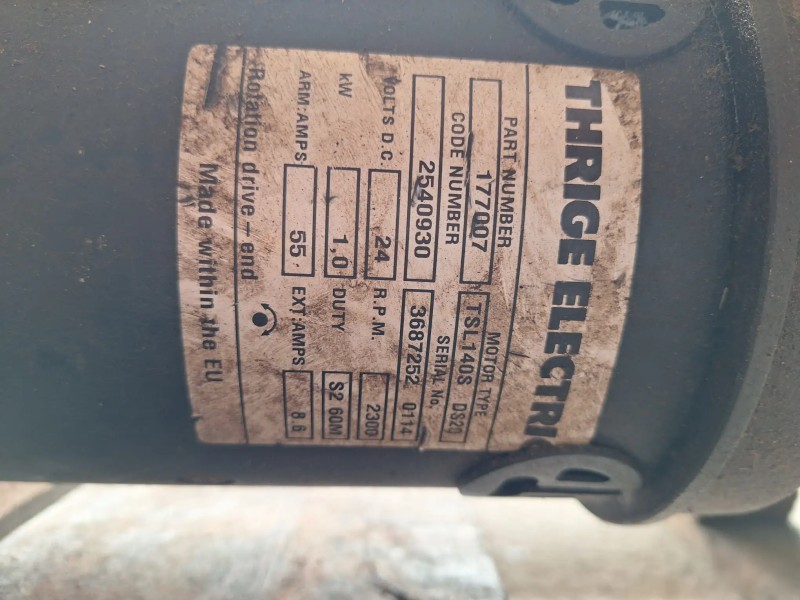 THRIGE ELECTRIC
PART NUMBER MOTOR TYPE
177007 TSL140S DS20
CODE NUMBER SERIAL No.
2540930 3687252 0114
VOLTS D.C. 24 R.P.M. 2300
kW 1,0 DUTY S2 60M
ARM:AMPS 55 EXT:AMPS 8.6
Rotation drive - end
Made within the EU